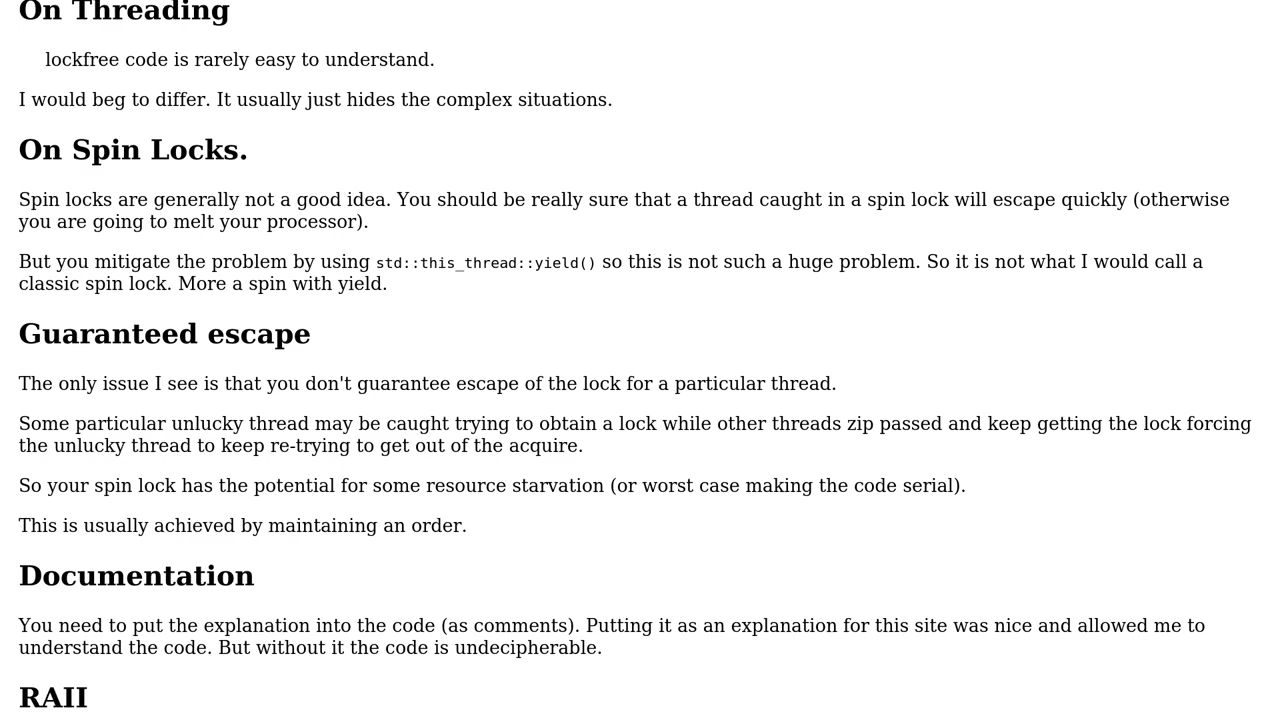 On Threading
lockfree code is rarely easy to understand.
I would beg to differ. It usually just hides the complex situations.
On Spin Locks.
Spin locks are generally not a good idea. You should be really sure that a thread caught in a spin lock will escape quickly (otherwise
you are going to melt your processor).
But you mitigate the problem by using std::this_thread::yield() so this is not such a huge problem. So it is not what I would call a
classic spin lock. More a spin with yield.
Guaranteed escape
The only issue I see is that you don't guarantee escape of the lock for a particular thread.
Some particular unlucky thread may be caught trying to obtain a lock while other threads zip passed and keep getting the lock forcing
the unlucky thread to keep re-trying to get out of the acquire.
So your spin lock has the potential for some resource starvation (or worst case making the code serial).
This is usually achieved by maintaining an order.
Documentation
You need to put the explanation into the code (as comments). Putting it as an explanation for this site was nice and allowed me to
understand the code. But without it the code is undecipherable.
RAII